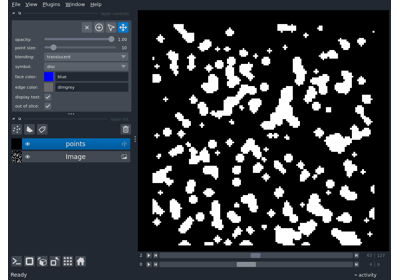 File View Plugins Window Help
opacity: 1.00
point size: 10
blending: translucent
symbol: disc
face color: blue
edge color: dimgrey
display text:
out of slice:
points
Image
Ready
activity